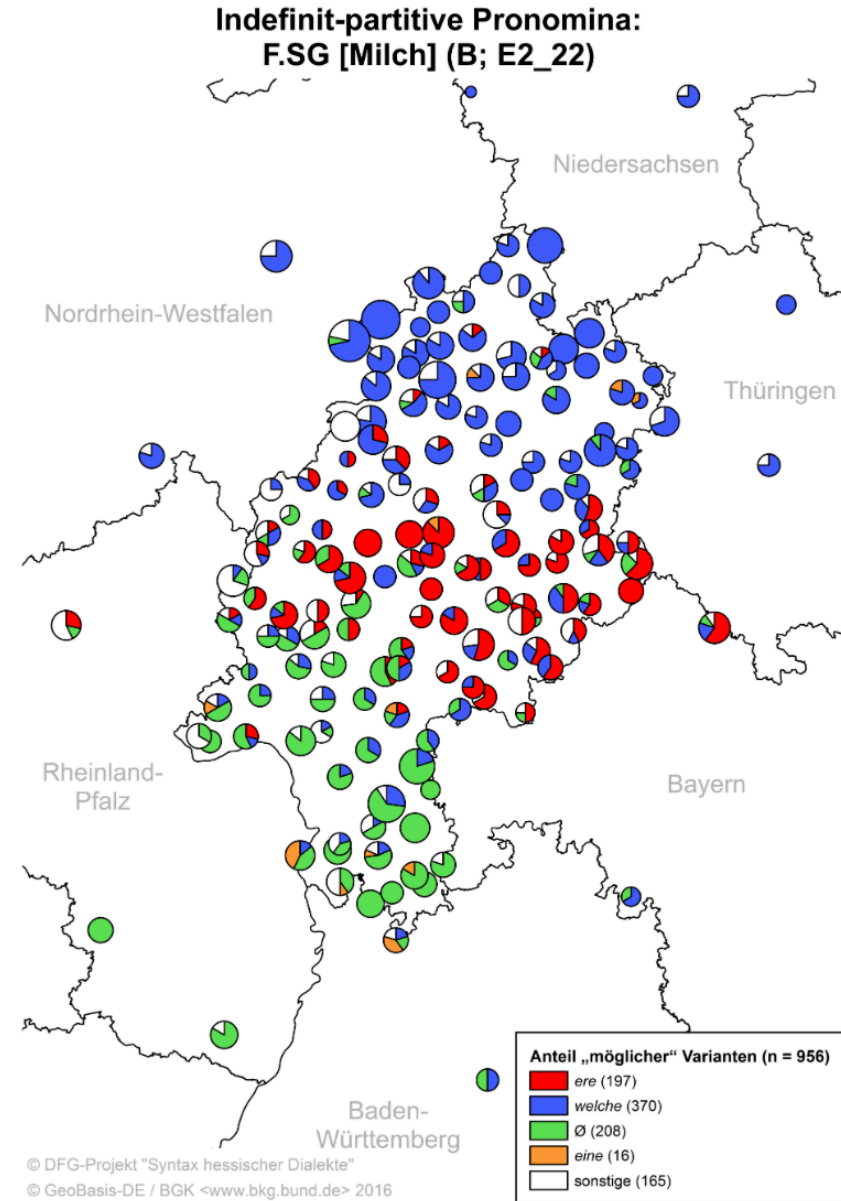 Indefinit-partitive Pronomina:
F.SG [Milch] (B; E2_22)
Niedersachsen
Nordrhein-Westfalen
Thüringen
Rheinland-
Pfalz
Bayern
Baden-
Württemberg
Anteil „möglicher“ Varianten (n = 956)
ere (197)
welche (370)
Ø (208)
eine (16)
sonstige (165)
© DFG-Projekt "Syntax hessischer Dialekte"
© GeoBasis-DE / BGK <www.bkg.bund.de> 2016